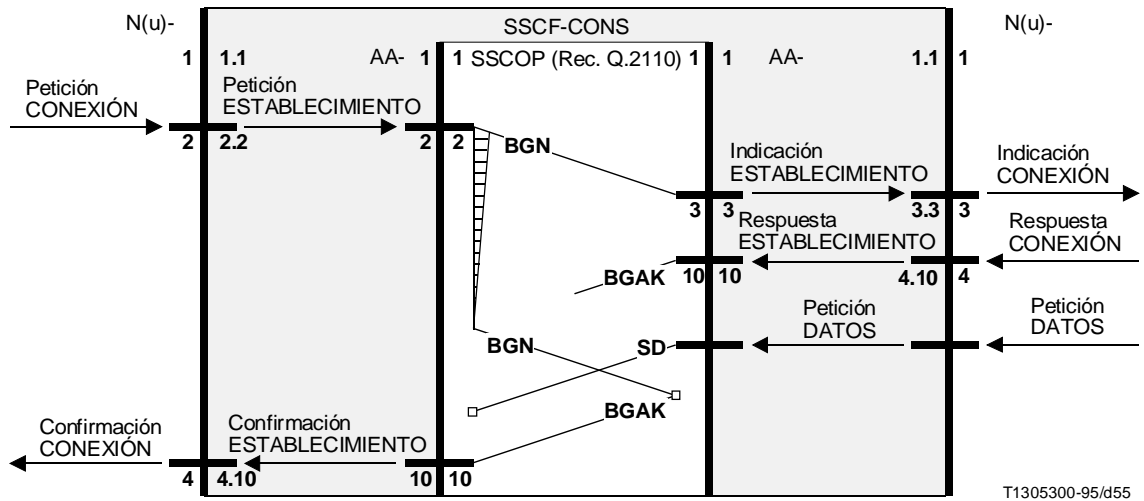 N(u)- SSCF-CONS N(u)-
1 1.1 AA- 1 1 SSCOP (Rec. Q.2110) 1 1 AA- 1.1 1
Petición
CONEXIÓN
Petición
ESTABLECIMIENTO
2 2.2 2 2
BGN
Indicación
ESTABLECIMIENTO
Indicación
CONEXIÓN
3 3 3.3 3
Respuesta
ESTABLECIMIENTO
Respuesta
CONEXIÓN
BGAK 10 10 4.10 4
Petición
DATOS
Petición
DATOS
BGN SD
BGAK
Confirmación
CONEXIÓN
Confirmación
ESTABLECIMIENTO
4 4.10 10 10
T1305300-95/d55